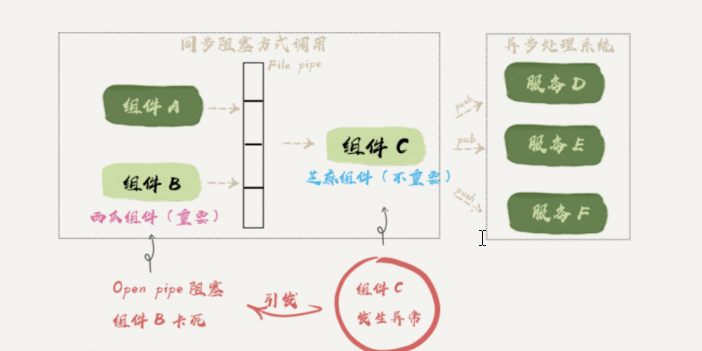 同步阻塞方式调用
File pipe
异步处理系统
组件 A
组件 B
西瓜组件（重要）
组件 C
芝麻组件（不重要）
push
pub
push
服务 D
服务 E
服务 F
Open pipe 阻塞
组件 B 卡死
引发
组件 C
发生异常